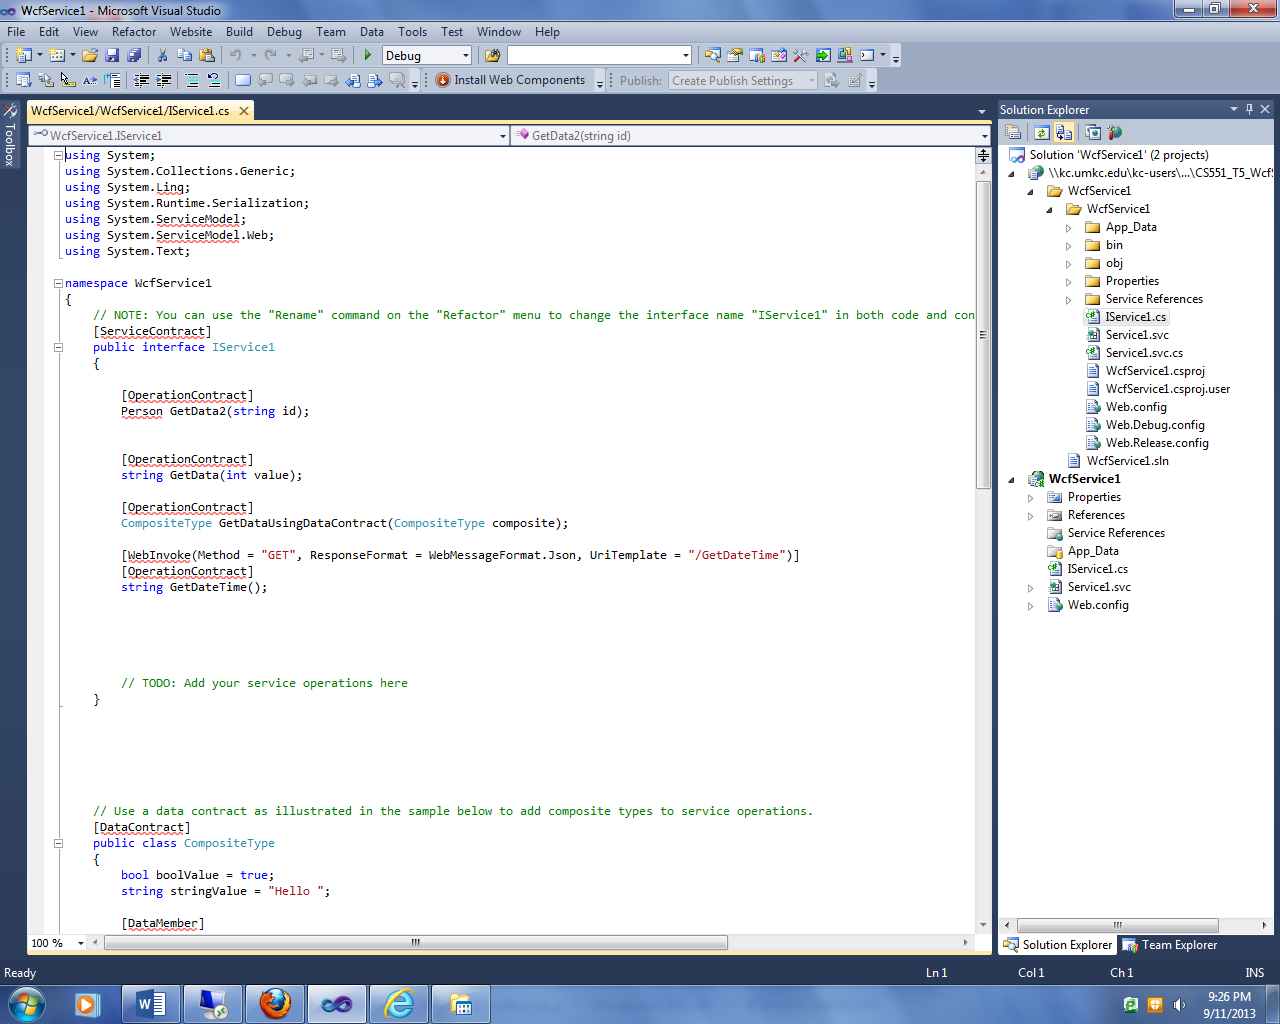 WcfService1 - Microsoft Visual Studio
File Edit View Refactor Website Build Debug Team Data Tools Test Window Help
Debug
Install Web Components Publish: Create Publish Settings
Toolbox
WcfService1/WcfService1/IService1.cs
WcfService1.IService1 GetData2(string id)
using System;
using System.Collections.Generic;
using System.Linq;
using System.Runtime.Serialization;
using System.ServiceModel;
using System.ServiceModel.Web;
using System.Text;
namespace WcfService1
{
// NOTE: You can use the "Rename" command on the "Refactor" menu to change the interface name "IService1" in both code and con
[ServiceContract]
public interface IService1
{
[OperationContract]
Person GetData2(string id);
[OperationContract]
string GetData(int value);
[OperationContract]
CompositeType GetDataUsingDataContract(CompositeType composite);
[WebInvoke(Method = "GET", ResponseFormat = WebMessageFormat.Json, UriTemplate = "/GetDateTime")]
[OperationContract]
string GetDateTime();
// TODO: Add your service operations here
}
// Use a data contract as illustrated in the sample below to add composite types to service operations.
[DataContract]
public class CompositeType
{
bool boolValue = true;
string stringValue = "Hello ";
[DataMember]
100 %
Solution Explorer
Solution 'WcfService1' (2 projects)
\\kc.umkc.edu\kc-users\...\CS551_T5_WcfS
WcfService1
WcfService1
App_Data
bin
obj
Properties
Service References
IService1.cs
Service1.svc
Service1.svc.cs
WcfService1.csproj
WcfService1.csproj.user
Web.config
Web.Debug.config
Web.Release.config
WcfService1.sln
WcfService1
Properties
References
Service References
App_Data
IService1.cs
Service1.svc
Web.config
Solution Explorer Team Explorer
Ready Ln 1 Col 1 Ch 1 INS
9:26 PM
9/11/2013